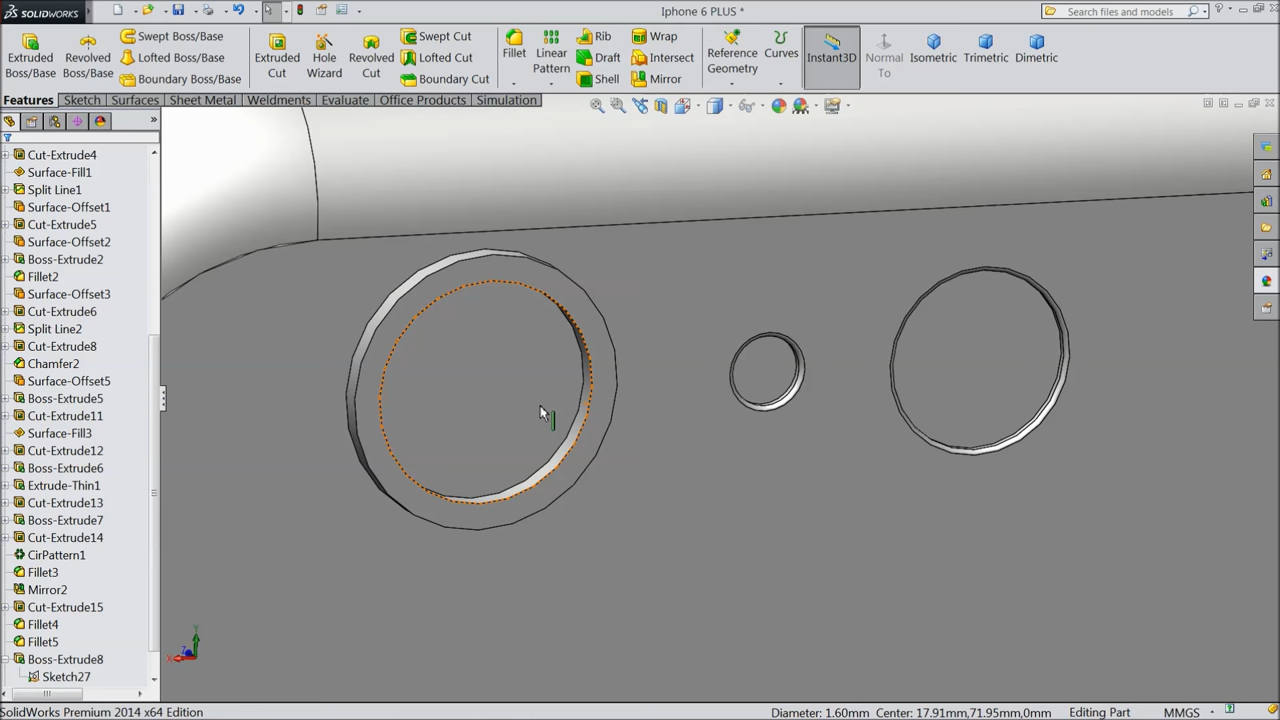 SOLIDWORKS
Iphone 6 PLUS *
Search files and models
Extruded Boss/Base
Revolved Boss/Base
Swept Boss/Base
Lofted Boss/Base
Boundary Boss/Base
Extruded Cut
Hole Wizard
Revolved Cut
Swept Cut
Lofted Cut
Boundary Cut
Fillet
Linear Pattern
Rib
Draft
Shell
Wrap
Intersect
Mirror
Reference Geometry
Curves
Instant3D
Normal To
Isometric
Trimetric
Dimetric
Features
Sketch
Surfaces
Sheet Metal
Weldments
Evaluate
Office Products
Simulation
Cut-Extrude4
Surface-Fill1
Split Line1
Surface-Offset1
Cut-Extrude5
Surface-Offset2
Boss-Extrude2
Fillet2
Surface-Offset3
Cut-Extrude6
Split Line2
Cut-Extrude8
Chamfer2
Surface-Offset5
Boss-Extrude5
Cut-Extrude11
Surface-Fill3
Cut-Extrude12
Boss-Extrude6
Extrude-Thin1
Cut-Extrude13
Boss-Extrude7
Cut-Extrude14
CirPattern1
Fillet3
Mirror2
Cut-Extrude15
Fillet4
Fillet5
Boss-Extrude8
Sketch27
Y
X
Z
SolidWorks Premium 2014 x64 Edition
Diameter: 1.60mm Center: 17.91mm,71.95mm,0mm
Editing Part
MMGS